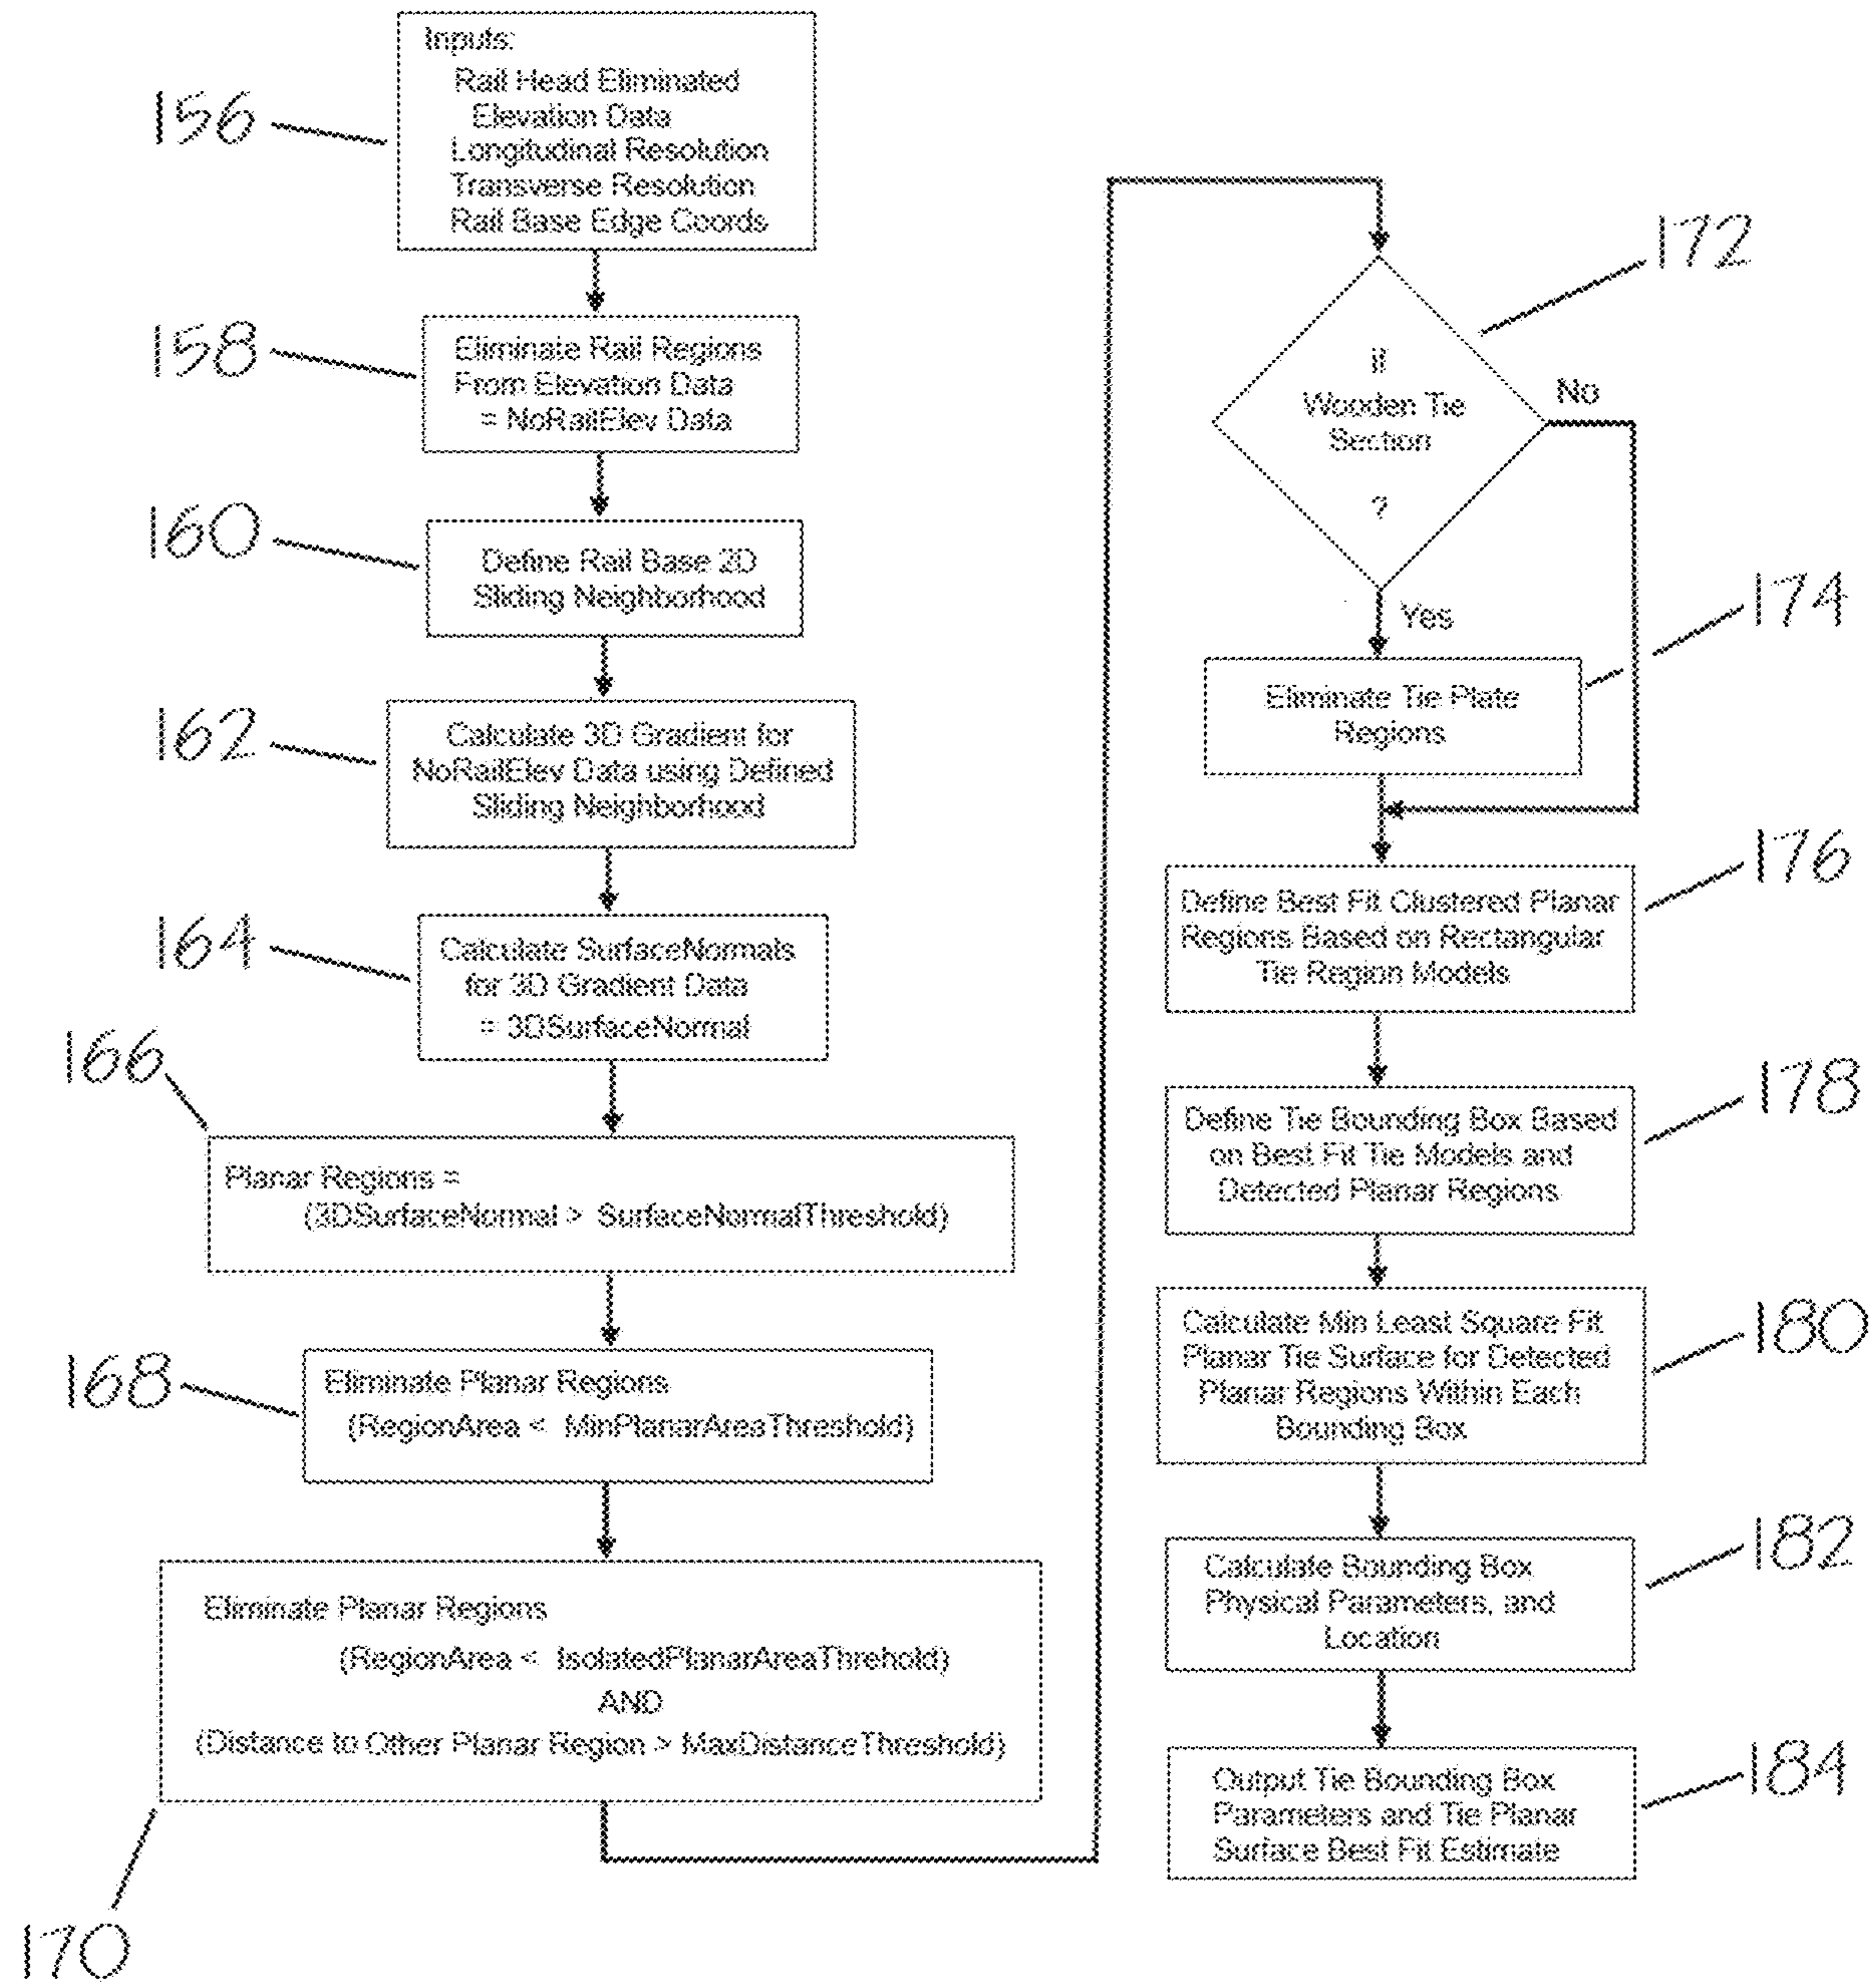 156
Inputs:
Rail Head Eliminated
Elevation Data
Longitudinal Resolution
Transverse Resolution
Rail Base Edge Coords
158
Eliminate Rail Regions
From Elevation Data
= NoRailElev Data
160
Define Rail Base 2D
Sliding Neighborhood
162
Calculate 3D Gradient for
NoRailElev Data using Defined
Sliding Neighborhood
164
Calculate SurfaceNormals
for 3D Gradient Data
= 3DSurfaceNormal
166
Planar Regions =
(3DSurfaceNormal > SurfaceNormalThreshold)
168
Eliminate Planar Regions
(RegionArea < MinPlanarAreaThreshold)
Eliminate Planar Regions
(RegionArea < IsolatedPlanarAreaThrehold)
AND
(Distance to Other Planar Region > MaxDistanceThreshold)
170
172
If
Wooden Tie
Section
?
No
Yes
174
Eliminate Tie Plate
Regions
176
Define Best Fit Clustered Planar
Regions Based on Rectangular
Tie Region Models
178
Define Tie Bounding Box Based
on Best Fit Tie Models and
Detected Planar Regions
180
Calculate Min Least Square Fit
Planar Tie Surface for Detected
Planar Regions Within Each
Bounding Box
182
Calculate Bounding Box
Physical Parameters, and
Location
184
Output Tie Bounding Box
Parameters and Tie Planar
Surface Best Fit Estimate